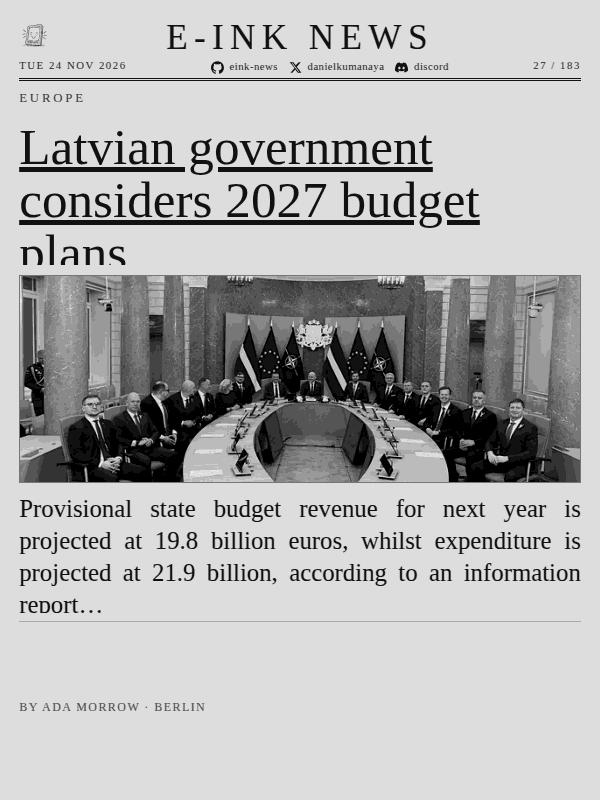 E-INK NEWS
TUE 24 NOV 2026
eink-news danielkumanaya discord
27 / 183
EUROPE
Latvian government
considers 2027 budget
plans
Provisional state budget revenue for next year is
projected at 19.8 billion euros, whilst expenditure is
projected at 21.9 billion, according to an information
report…
BY ADA MORROW · BERLIN